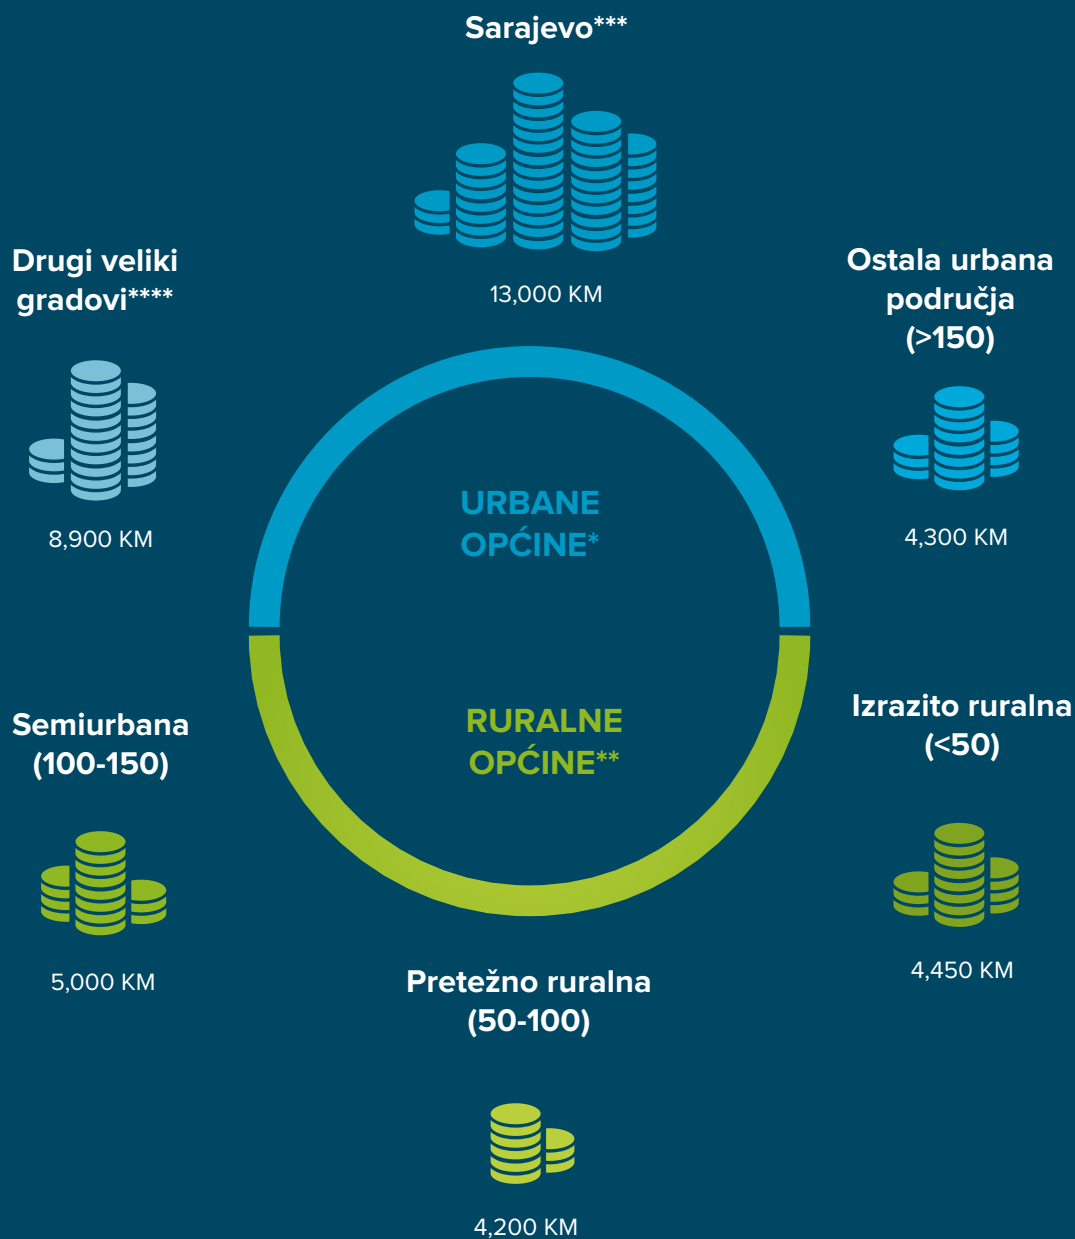 Sarajevo***
13,000 KM
Drugi veliki
gradovi****
8,900 KM
Ostala urbana
područja
(>150)
4,300 KM
URBANE
OPĆINE*
RURALNE
OPĆINE**
Semiurbana
(100-150)
5,000 KM
Izrazito ruralna
(<50)
4,450 KM
Pretežno ruralna
(50-100)
4,200 KM